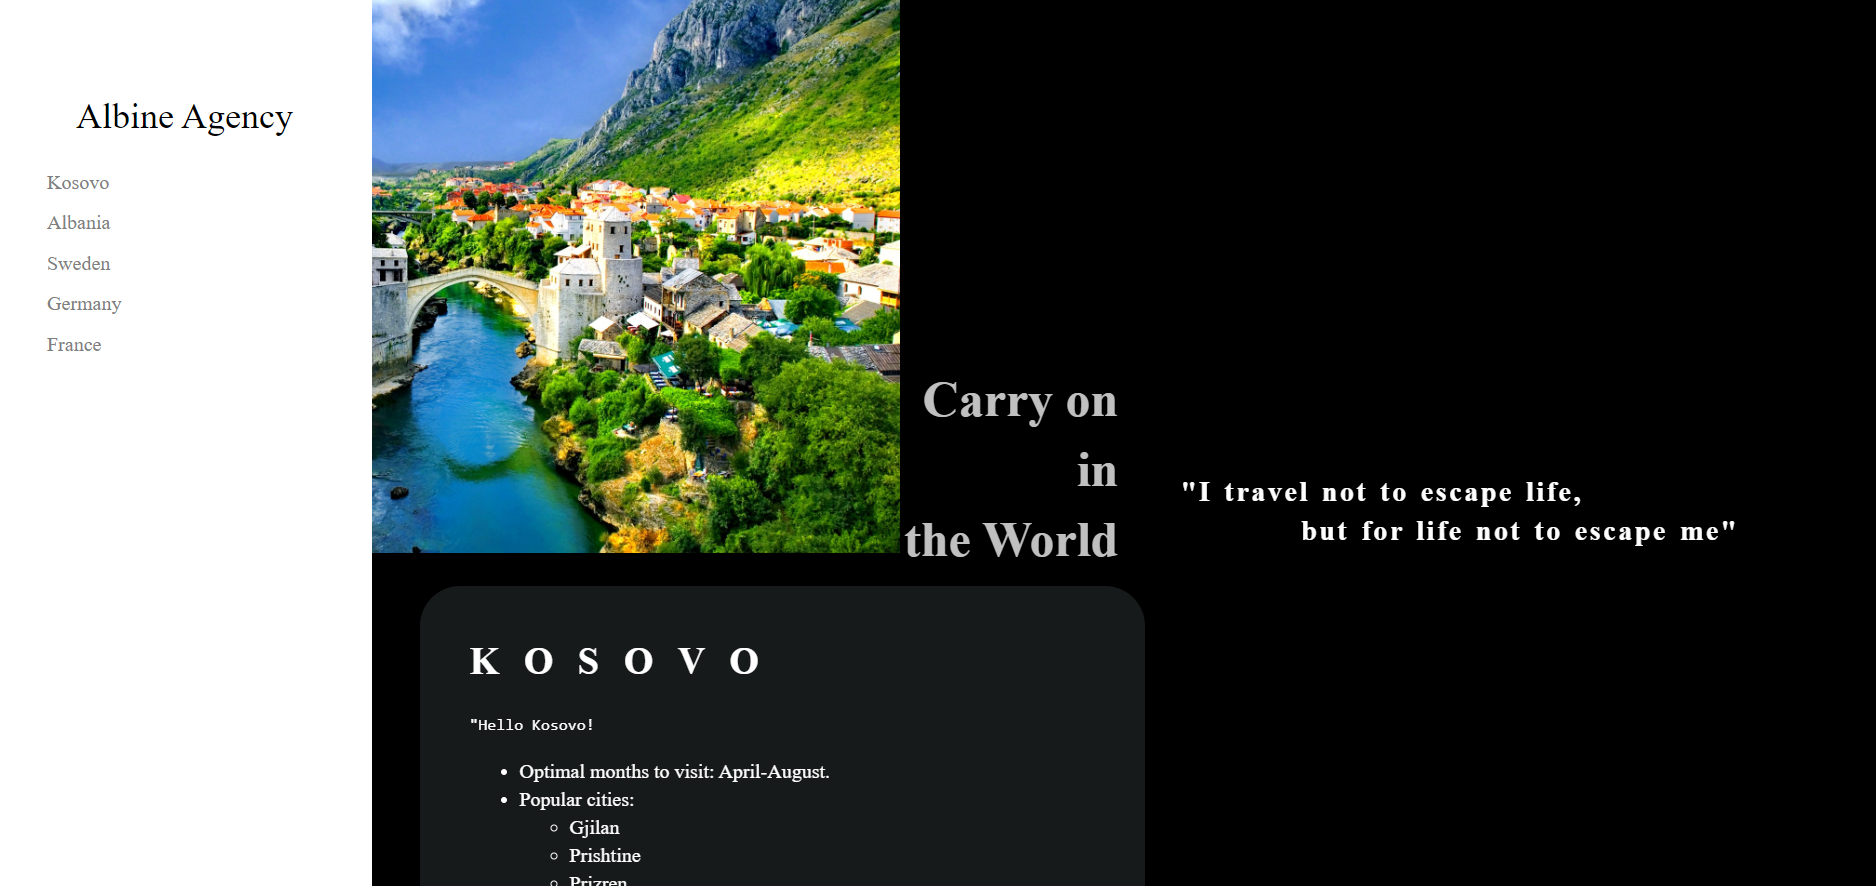 Albine Agency
Kosovo
Albania
Sweden
Germany
France
Carry on
in
the World
"I travel not to escape life,
but for life not to escape me"
K O S O V O
"Hello Kosovo!
Optimal months to visit: April-August.
Popular cities:
Gjilan
Prishtine
Prizren